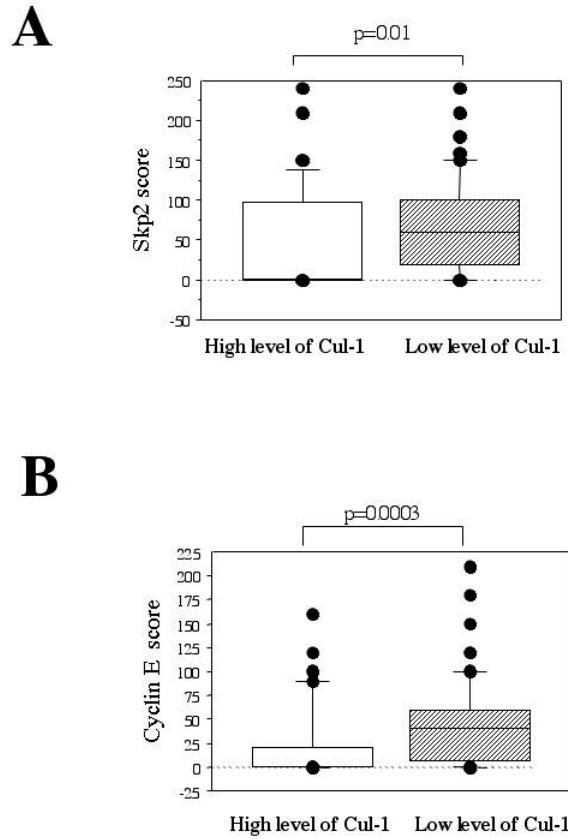 A
p=0.01
Skp2 score
250
200
150
100
50
0
-50
High level of Cul-1 Low level of Cul-1
B
p=0.0003
Cyclin E score
225
200
175
150
125
100
75
50
25
0
-25
High level of Cul-1 Low level of Cul-1